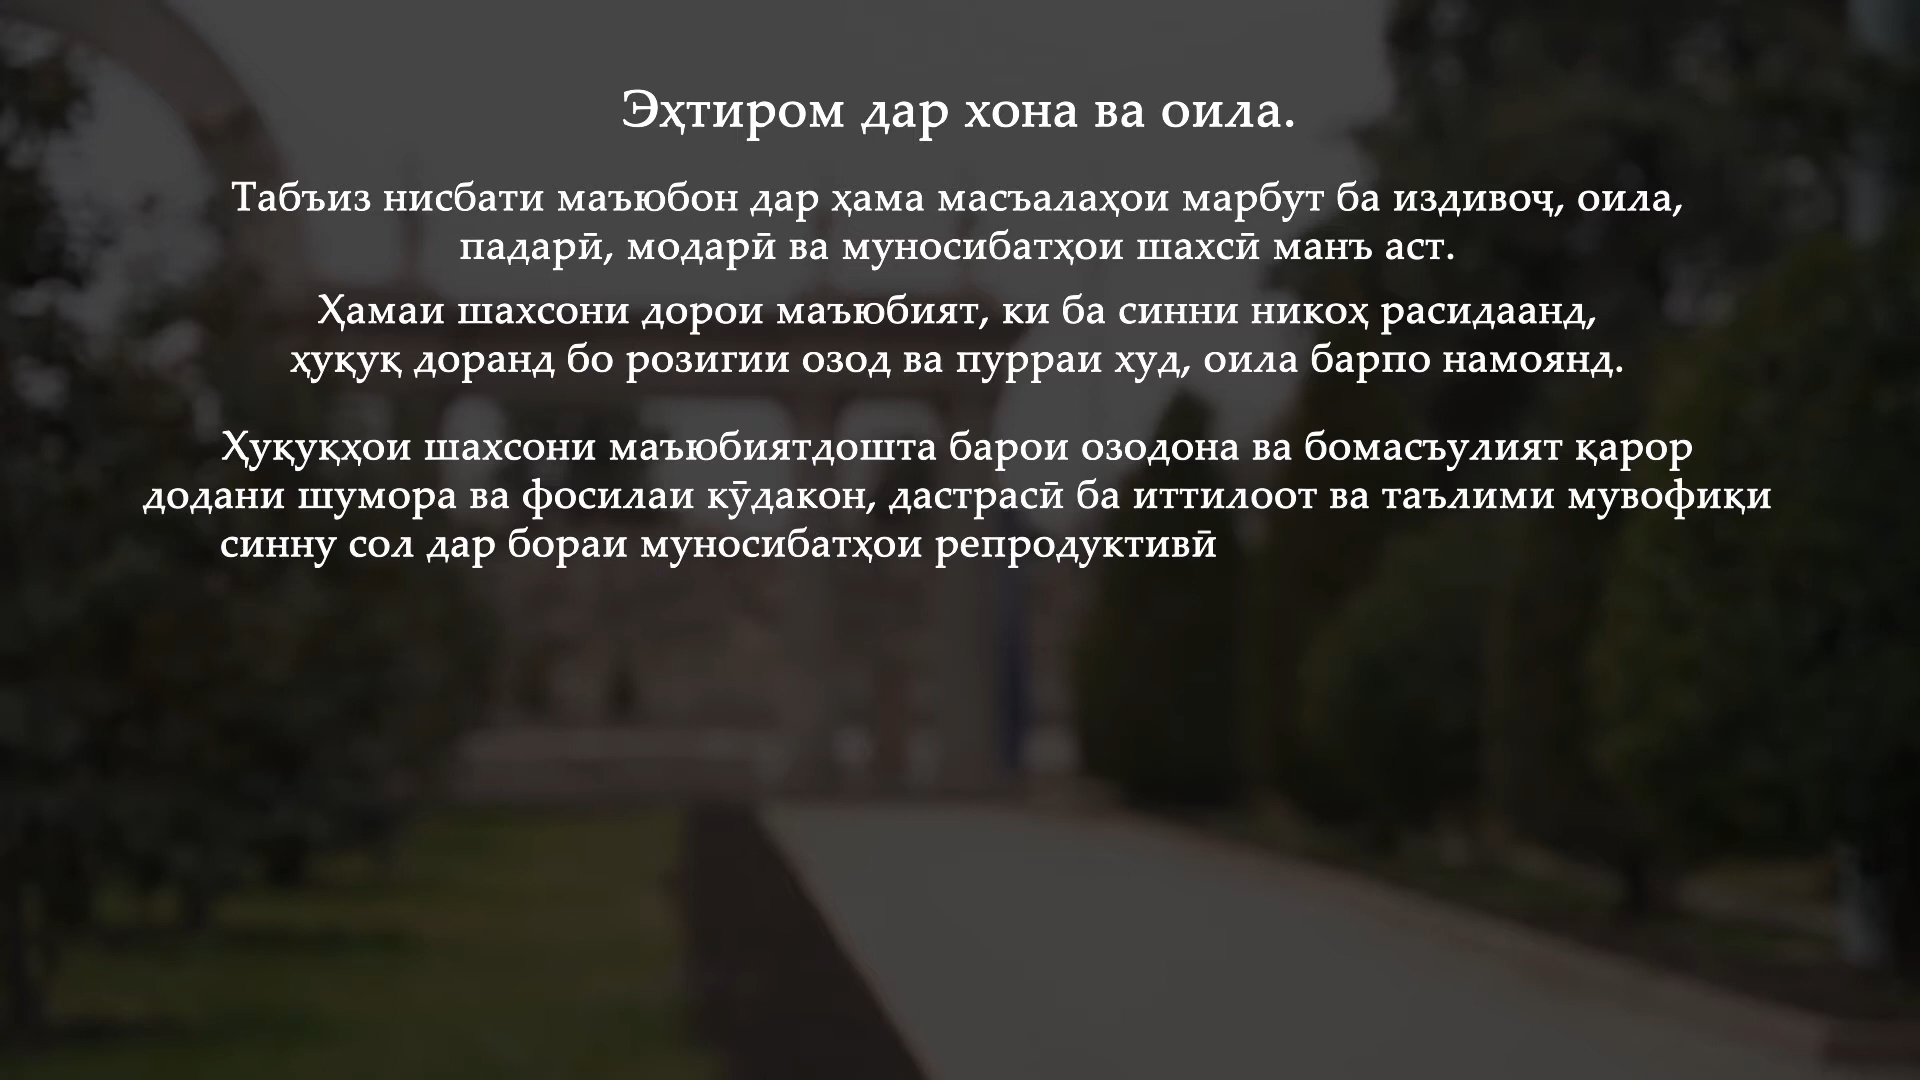 Эҳтиром дар хона ва оила.
Табъиз нисбати маъюбон дар ҳама масъалаҳои марбут ба издивоҷ, оила,
падарӣ, модарӣ ва муносибатҳои шахсӣ манъ аст.
Ҳамаи шахсони дорои маъюбият, ки ба синни никоҳ расидаанд,
ҳуқуқ доранд бо розигии озод ва пурраи худ, оила барпо намоянд.
Ҳуқуқҳои шахсони маъюбиятдошта барои озодона ва бомасъулият қарор
додани шумора ва фосилаи кӯдакон, дастрасӣ ба иттилоот ва таълими мувофиқи
синну сол дар бораи муносибатҳои репродуктивӣ